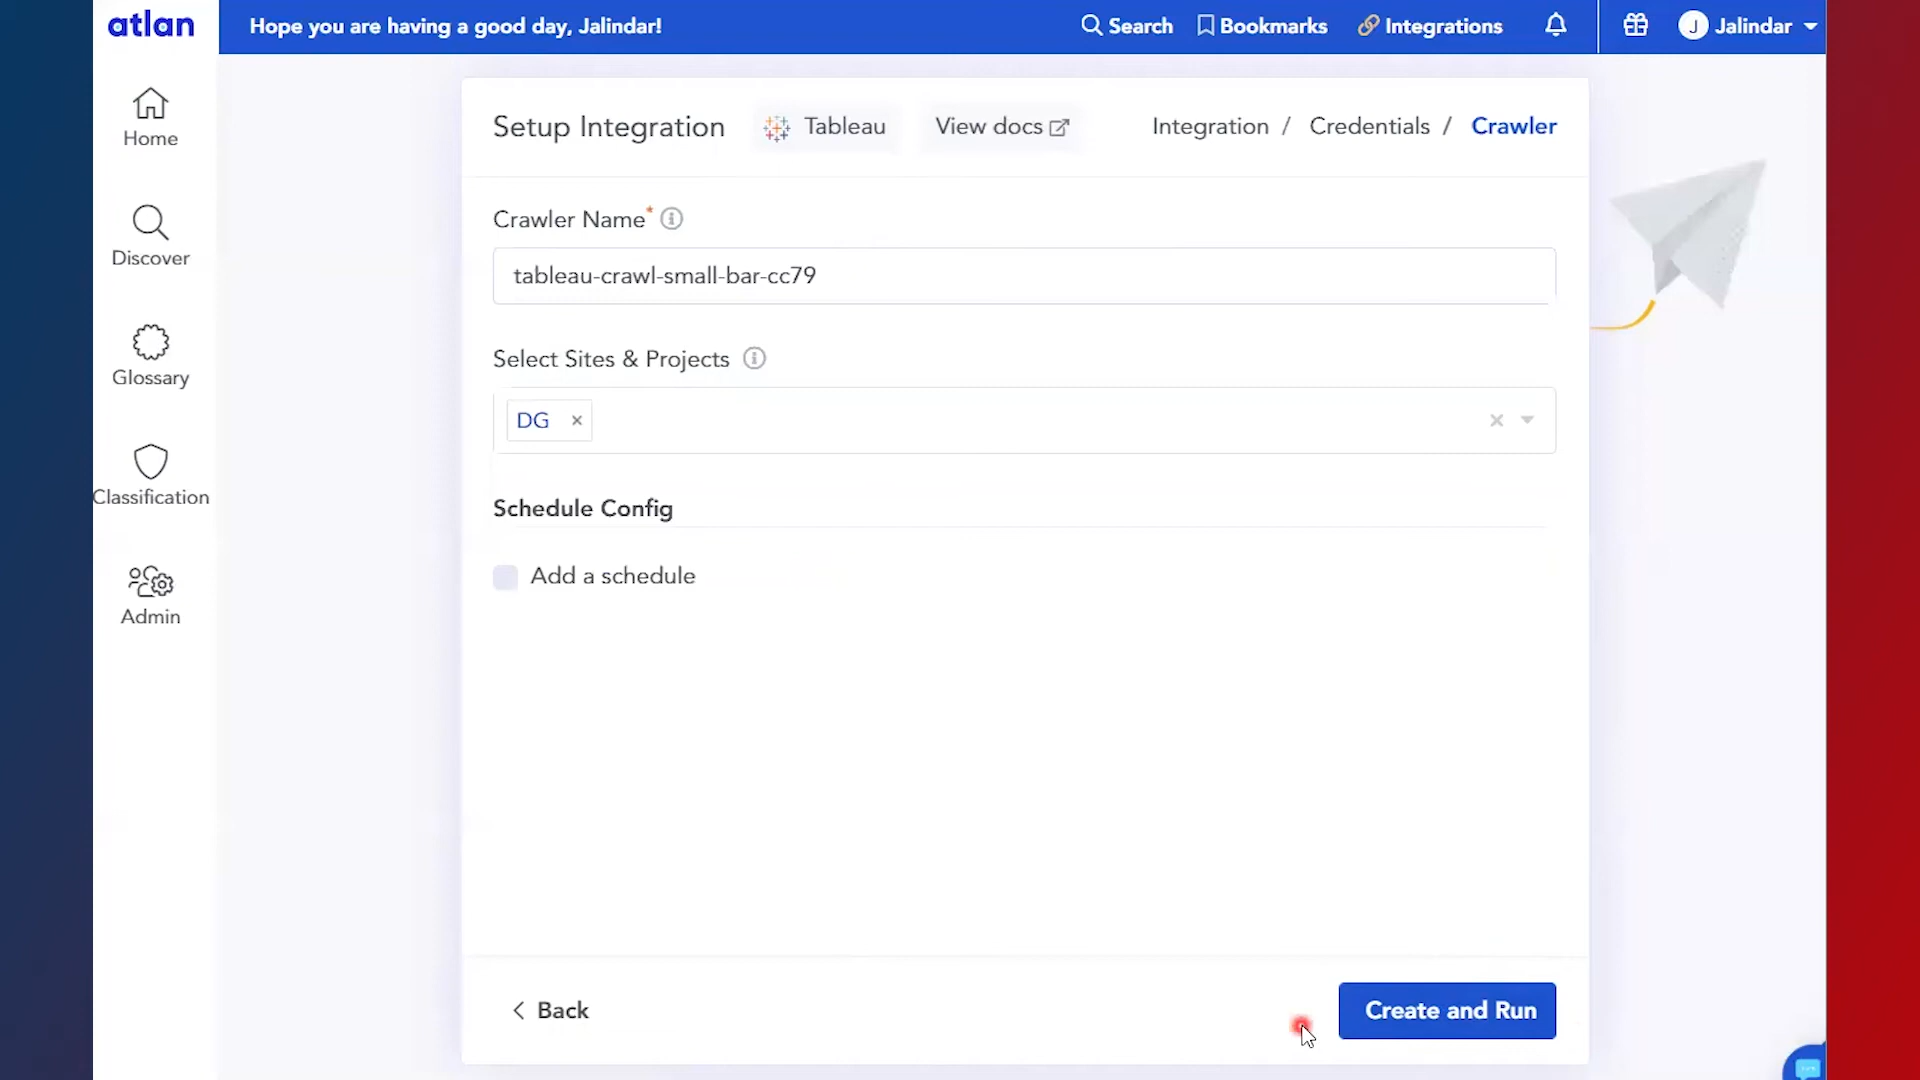 atlan
Hope you are having a good day, Jalindar!
Search
Bookmarks
Integrations
J
Jalindar
Home
Discover
Glossary
Classification
Admin
Setup Integration
Tableau
View docs
Integration / Credentials / Crawler
Crawler Name*
tableau-crawl-small-bar-cc79
Select Sites & Projects
DG ×
Schedule Config
Add a schedule
Back
Create and Run